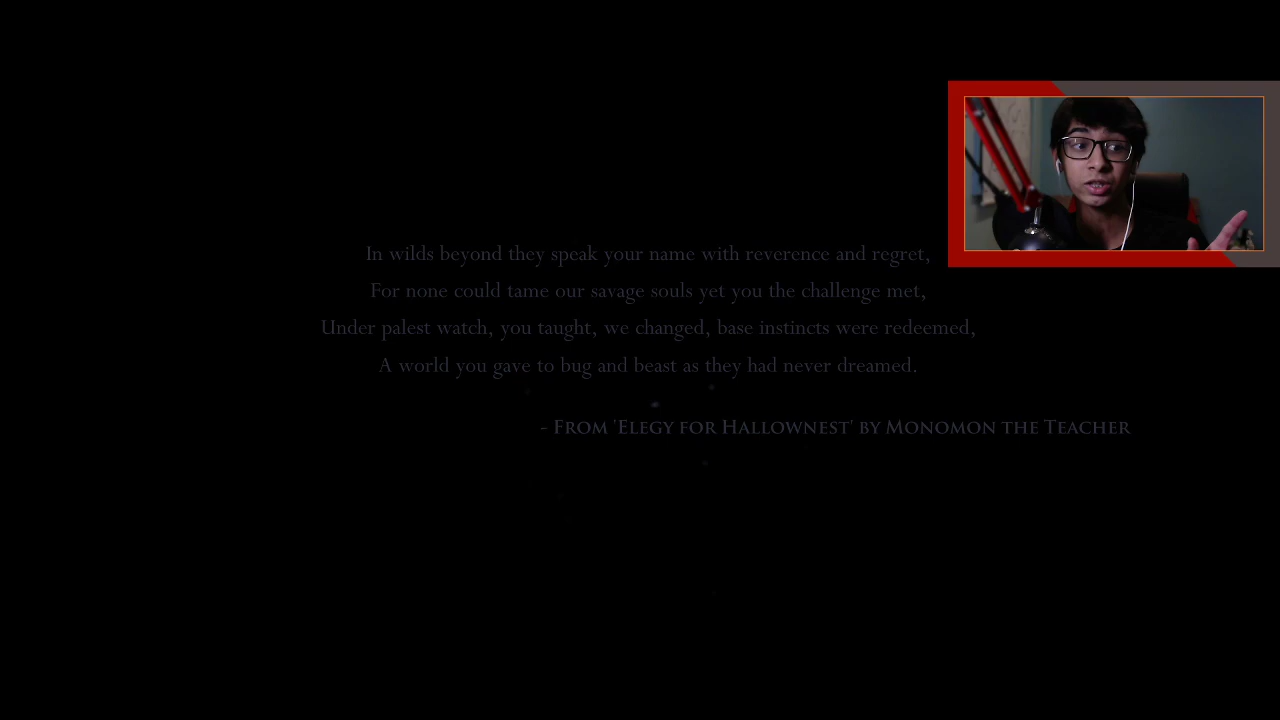 In wilds beyond they speak your name with reverence and regret,
For none could tame our savage souls yet you the challenge met,
Under palest watch, you taught, we changed, base instincts were redeemed,
A world you gave to bug and beast as they had never dreamed.
- From 'Elegy for Hallownest' by Monomon the Teacher